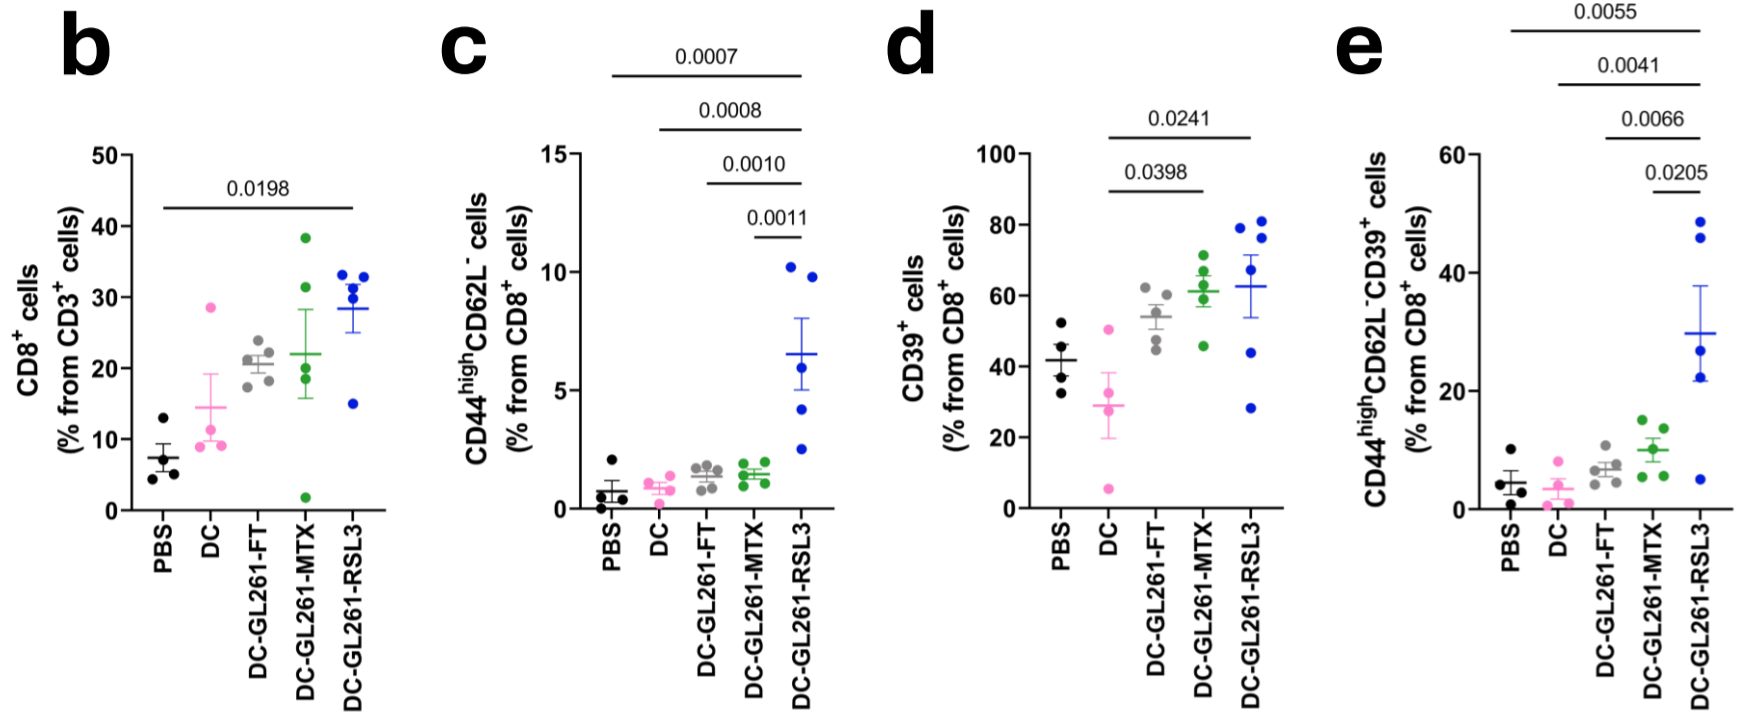 b
0.0198
50
40
30
20
10
0
CD8⁺ cells
(% from CD3⁺ cells)
PBS
DC
DC-GL261-FT
DC-GL261-MTX
DC-GL261-RSL3
c
0.0007
0.0008
0.0010
0.0011
15
10
5
0
CD44ʰⁱᵍʰCD62L⁻ cells
(% from CD8⁺ cells)
PBS
DC
DC-GL261-FT
DC-GL261-MTX
DC-GL261-RSL3
d
0.0241
0.0398
100
80
60
40
20
0
CD39⁺ cells
(% from CD8⁺ cells)
PBS
DC
DC-GL261-FT
DC-GL261-MTX
DC-GL261-RSL3
e
0.0055
0.0041
0.0066
0.0205
60
40
20
0
CD44ʰⁱᵍʰCD62L⁻CD39⁺ cells
(% from CD8⁺ cells)
PBS
DC
DC-GL261-FT
DC-GL261-MTX
DC-GL261-RSL3